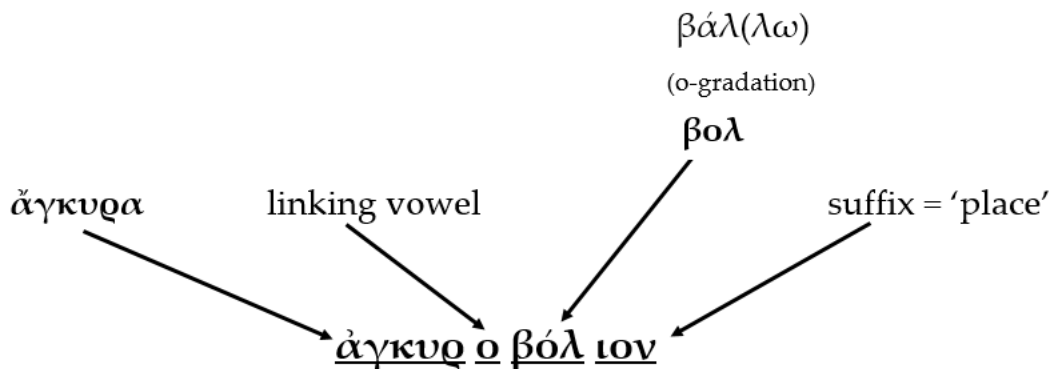 βάλ(λω)
(o-gradation)
βολ
ἄγκυρα linking vowel suffix = ‘place’
ἀγκυρ ο βόλ ιον